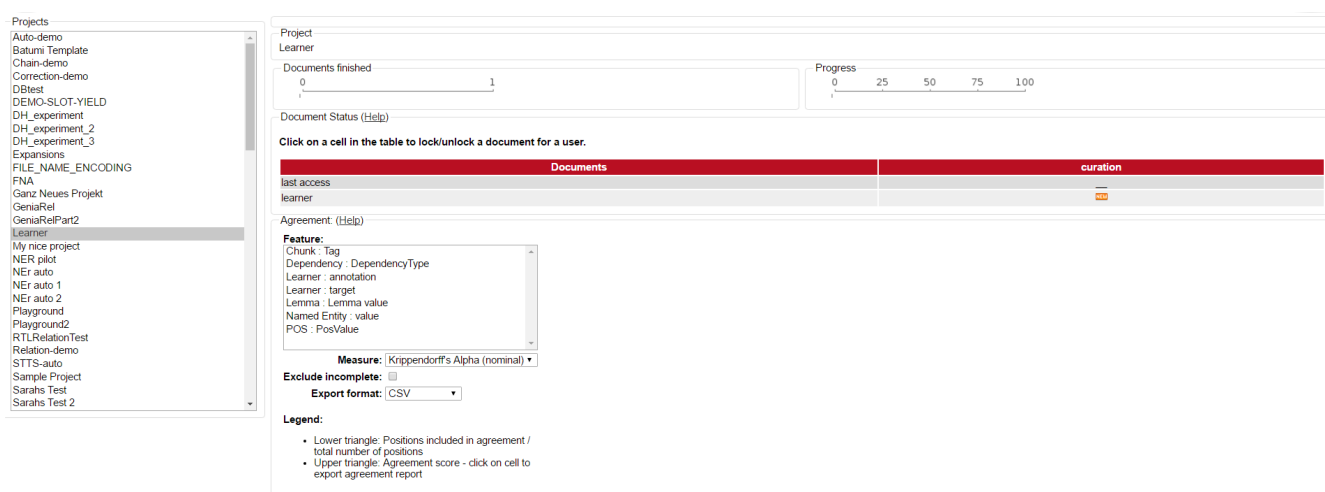 Projects
Auto-demo
Batumi Template
Chain-demo
Correction-demo
DBtest
DEMO-SLOT-YIELD
DH_experiment
DH_experiment_2
DH_experiment_3
Expansions
FILE_NAME_ENCODING
FNA
Ganz Neues Projekt
GeniaRel
GeniaRelPart2
Learner
My nice project
NER pilot
NEr auto
NEr auto 1
NEr auto 2
Playground
Playground2
RTLRelationTest
Relation-demo
STTS-auto
Sample Project
Sarahs Test
Sarahs Test 2
Project
Learner
Documents finished
0 1
Progress
0 25 50 75 100
Document Status (Help)
Click on a cell in the table to lock/unlock a document for a user.
Documents curation
last access __
learner NEW
Agreement: (Help)
Feature:
Chunk : Tag
Dependency : DependencyType
Learner : annotation
Learner : target
Lemma : Lemma value
Named Entity : value
POS : PosValue
Measure: Krippendorff's Alpha (nominal)
Exclude incomplete:
Export format: CSV
Legend:
• Lower triangle: Positions included in agreement /
total number of positions
• Upper triangle: Agreement score - click on cell to
export agreement report